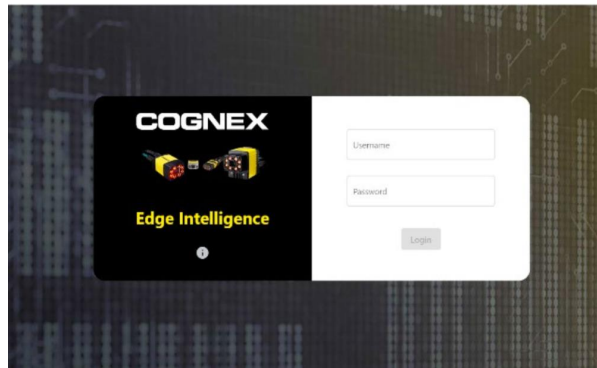 COGNEX
Edge Intelligence
Username
Password
Login